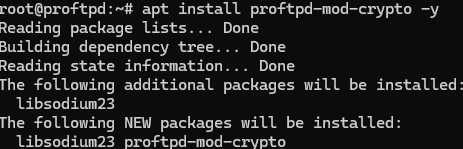 root@proftpd:~# apt install proftpd-mod-crypto -y
Reading package lists... Done
Building dependency tree... Done
Reading state information... Done
The following additional packages will be installed:
  libsodium23
The following NEW packages will be installed:
  libsodium23 proftpd-mod-crypto